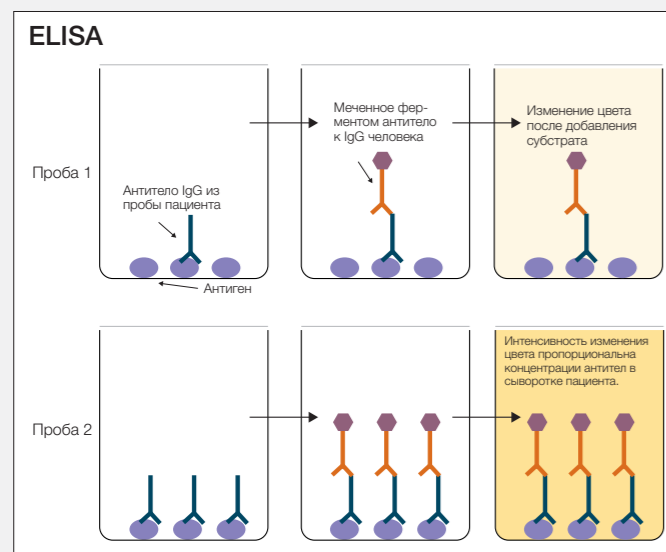 ELISA
Меченное фер-
ментом антитело
к IgG человека
Изменение цвета
после добавления
субстрата
Проба 1
Антитело IgG из
пробы пациента
Антиген
Интенсивность изменения
цвета пропорциональна
концентрации антител в
сыворотке пациента.
Проба 2